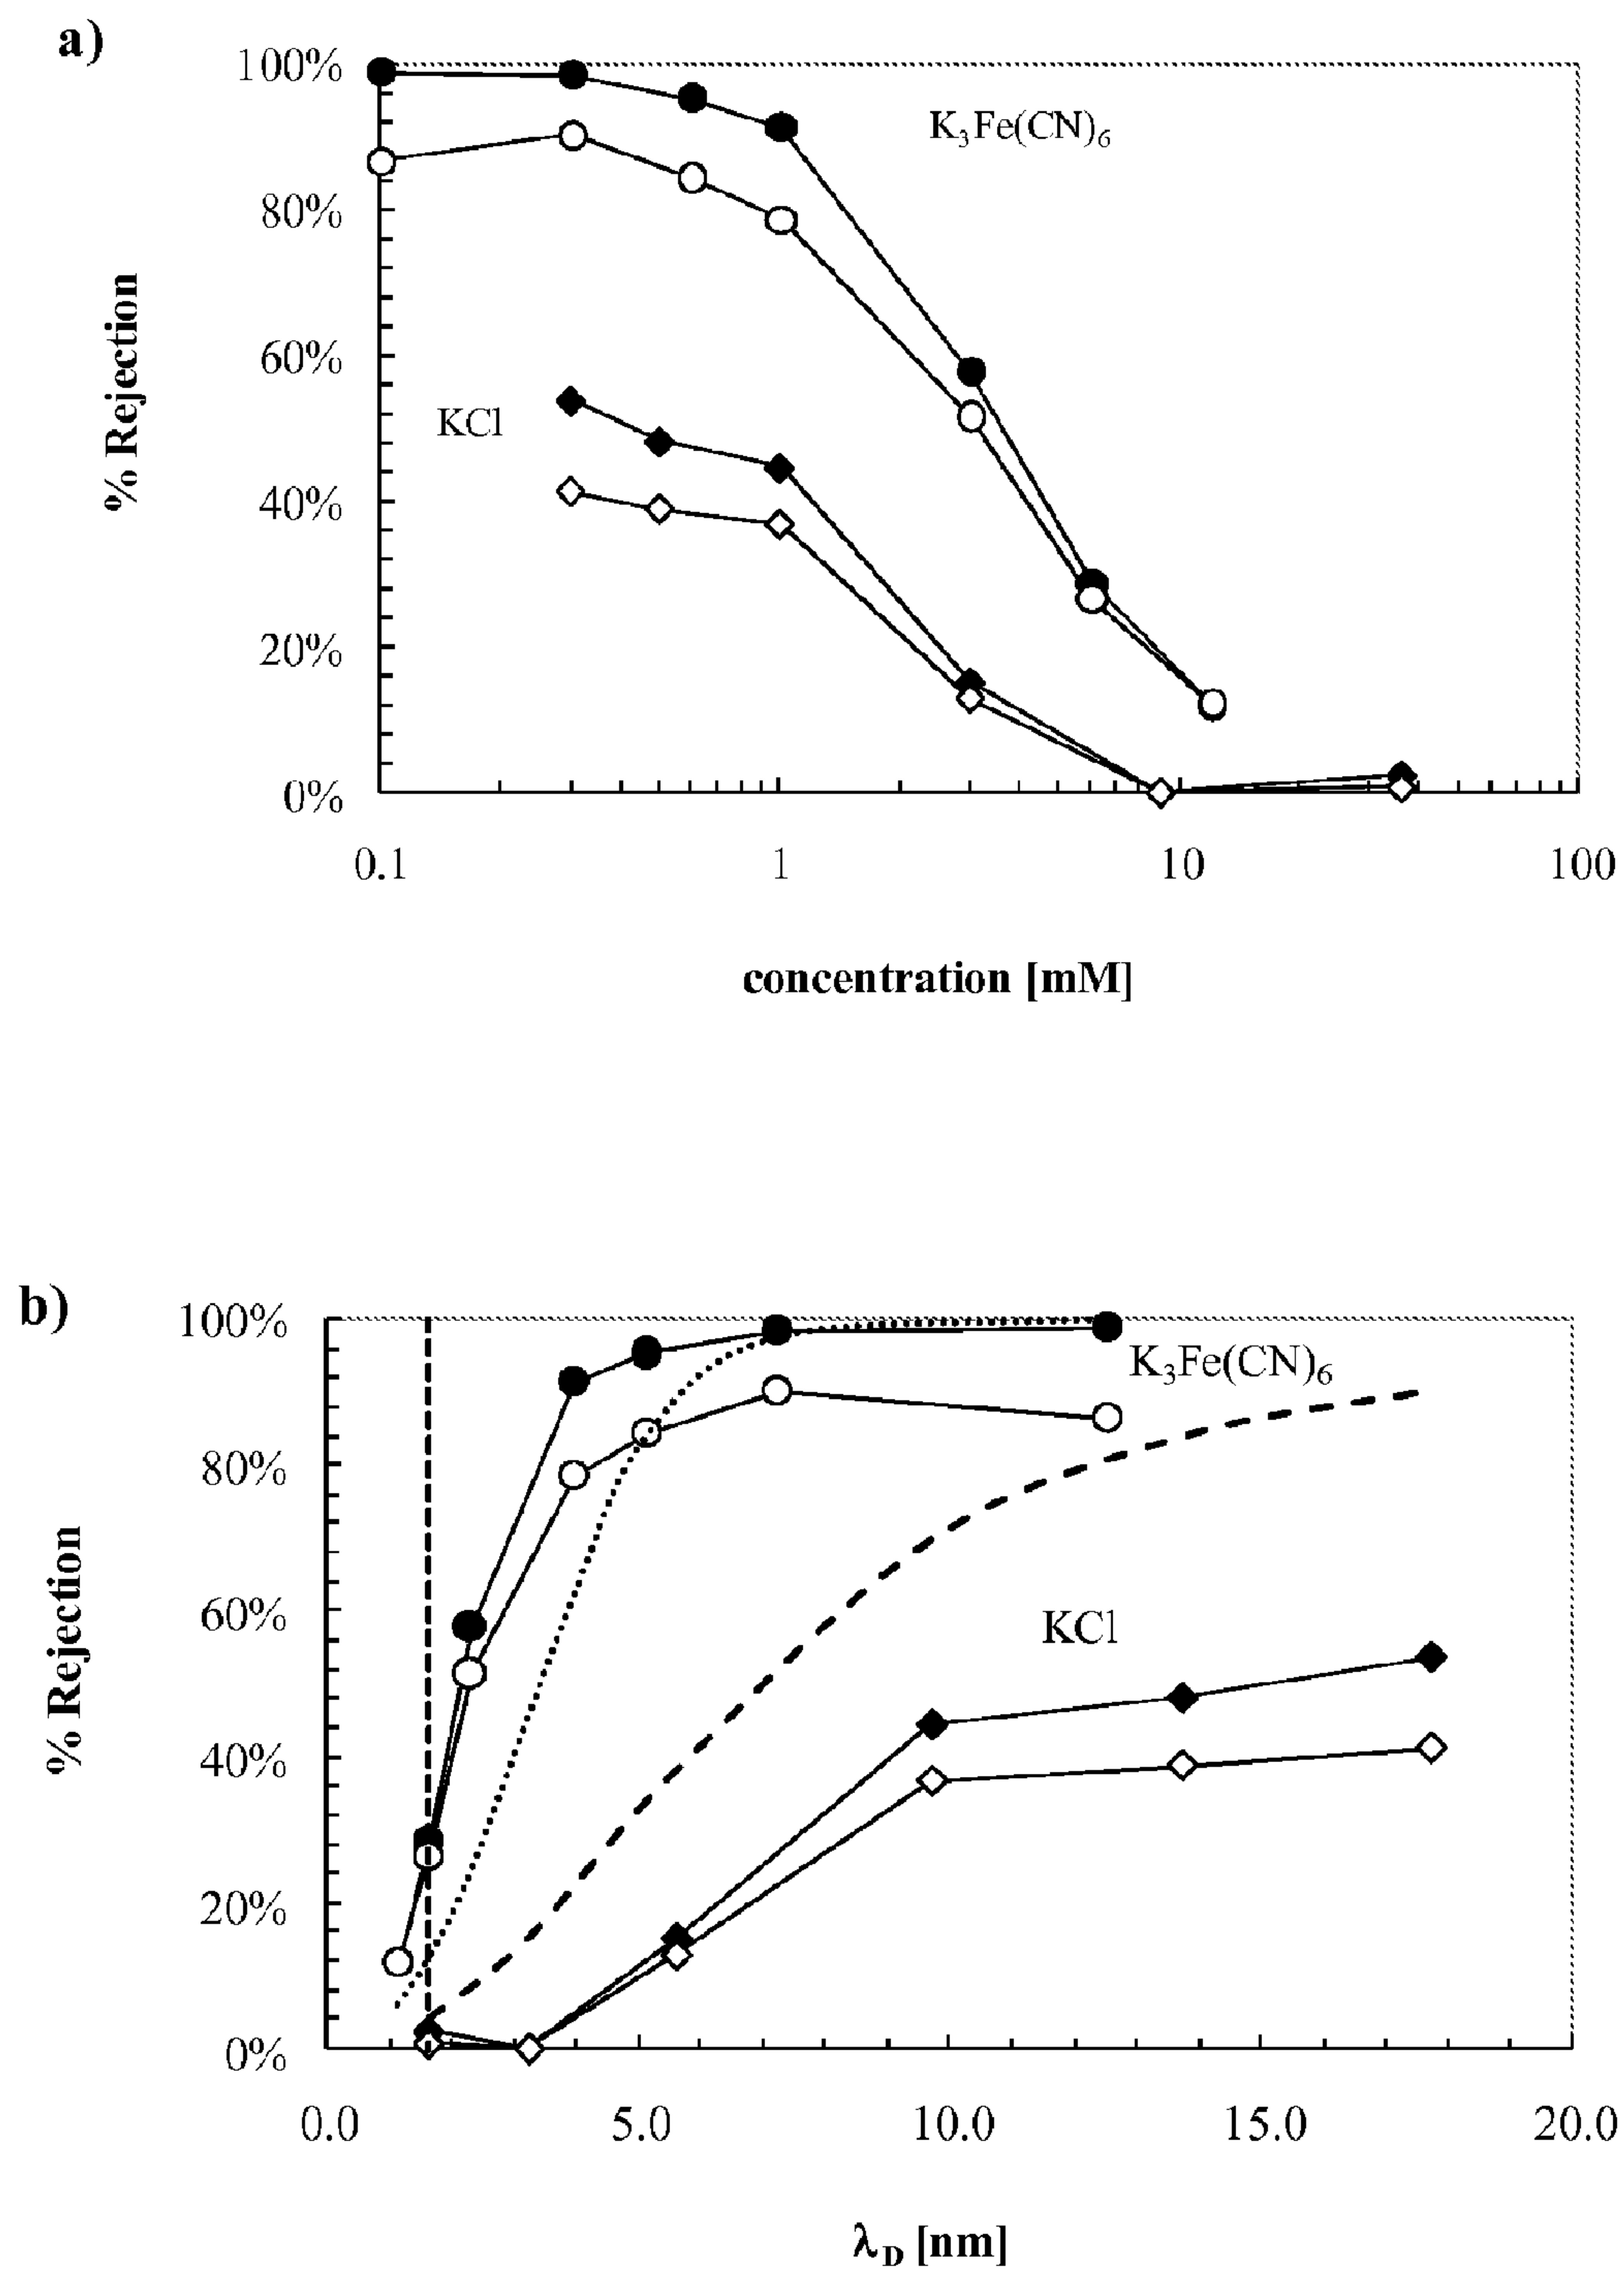 a)
100%
K₃Fe(CN)₆
80%
% Rejection
60%
KCl
40%
20%
0%
0.1 1 10 100
concentration [mM]
b)
100%
K₃Fe(CN)₆
80%
% Rejection
60%
KCl
40%
20%
0%
0.0 5.0 10.0 15.0 20.0
λ_D [nm]